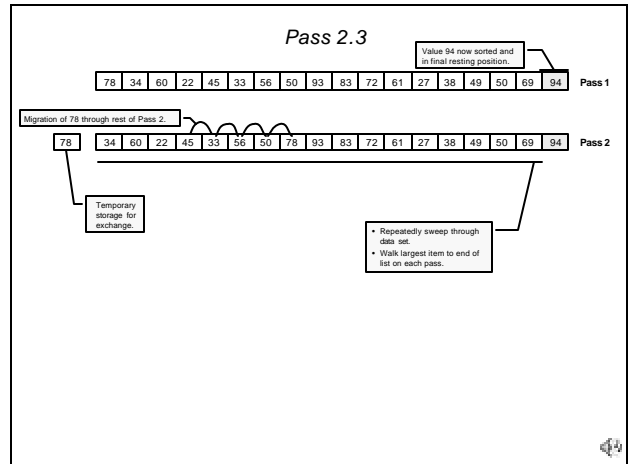 Pass 2.3
Value 94 now sorted and
in final resting position.
78 34 60 22 45 33 56 50 93 83 72 61 27 38 49 50 69 94 Pass 1
Migration of 78 through rest of Pass 2.
78 34 60 22 45 33 56 50 78 93 83 72 61 27 38 49 50 69 94 Pass 2
Temporary
storage for
exchange.
• Repeatedly sweep through
data set.
• Walk largest item to end of
list on each pass.